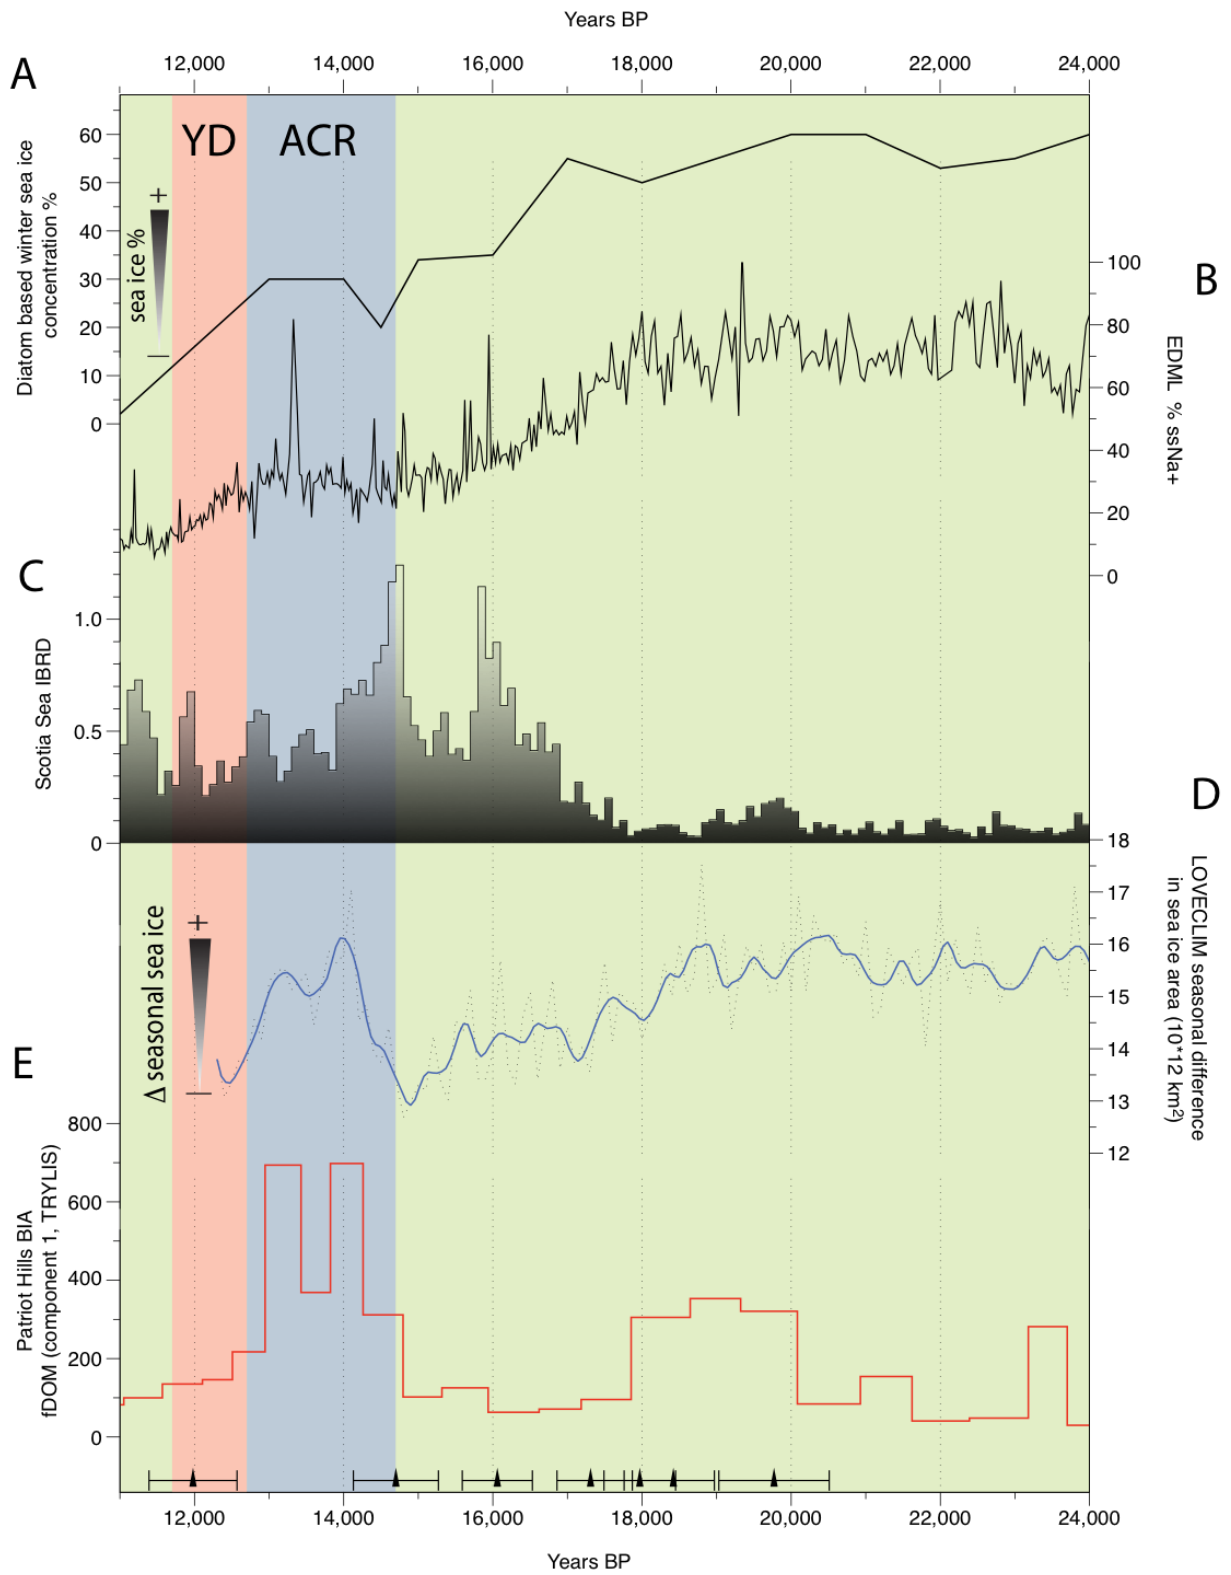 Years BP
12,000 14,000 16,000 18,000 20,000 22,000 24,000
A
YD ACR
Diatom based winter sea ice
concentration %
60
50
40
30
20
10
0
+
sea ice %
|
B
100
80
60
40
20
0
EDML % ssNa+
C
Scotia Sea IBRD
1.0
0.5
0
D
18
17
16
15
14
13
12
LOVECLIM seasonal difference
in sea ice area (10*12 km²)
Δ seasonal sea ice
+
|
E
Patriot Hills BIA
fDOM (component 1, TRYLIS)
800
600
400
200
0
12,000 14,000 16,000 18,000 20,000 22,000 24,000
Years BP